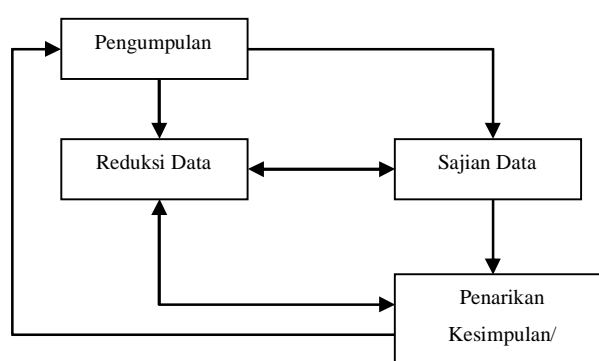 Pengumpulan
Reduksi Data
Sajian Data
Penarikan
Kesimpulan/